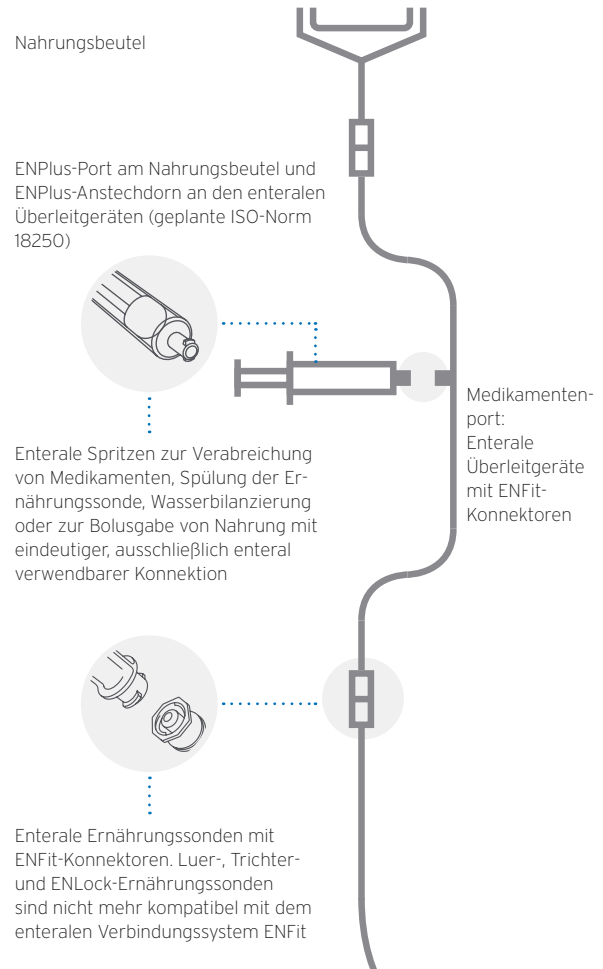 Nahrungsbeutel
ENPlus-Port am Nahrungsbeutel und
ENPlus-Anstechdorn an den enteralen
Überleitgeräten (geplante ISO-Norm
18250)
Medikamenten-
port:
Enterale
Überleitgeräte
mit ENFit-
Konnektoren
Enterale Spritzen zur Verabreichung
von Medikamenten, Spülung der Er-
nährungssonde, Wasserbilanzierung
oder zur Bolusgabe von Nahrung mit
eindeutiger, ausschließlich enteral
verwendbarer Konnektion
Enterale Ernährungssonden mit
ENFit-Konnektoren. Luer-, Trichter-
und ENLock-Ernährungssonden
sind nicht mehr kompatibel mit dem
enteralen Verbindungssystem ENFit